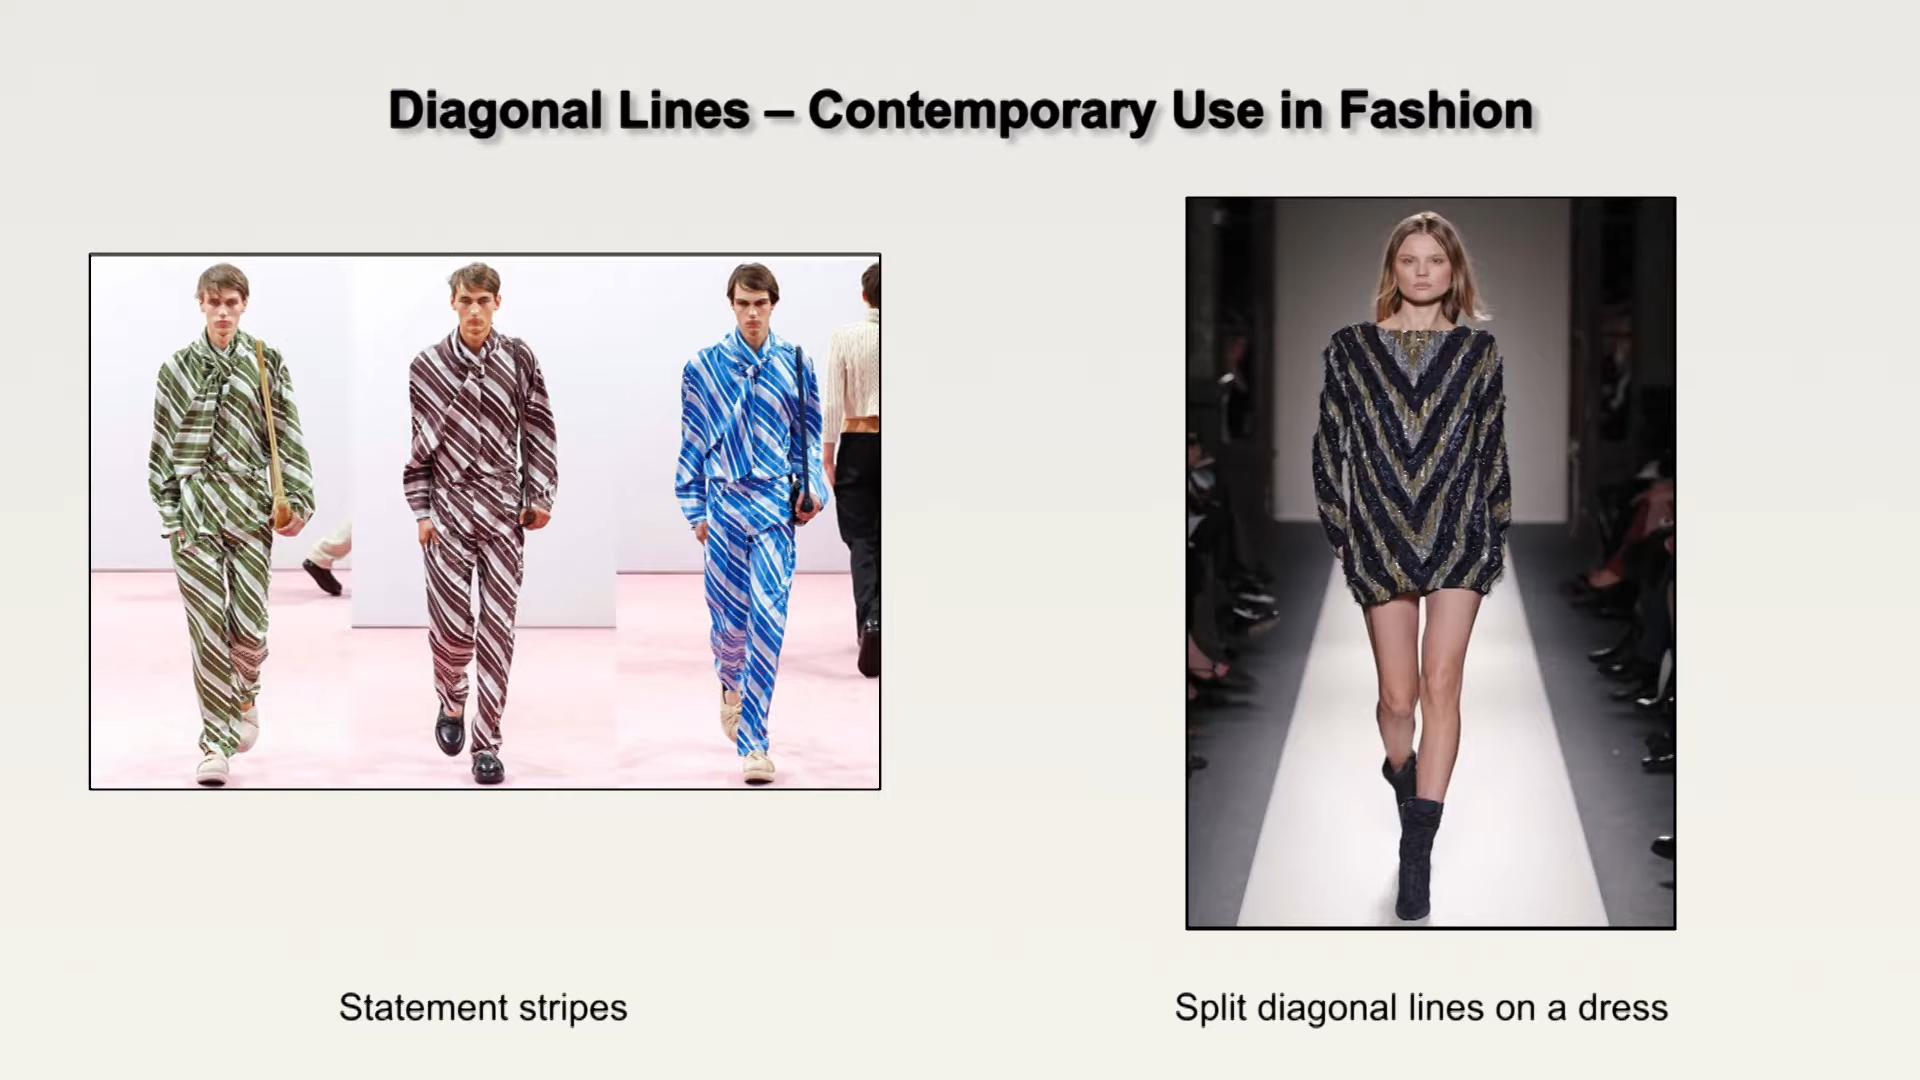 Diagonal Lines – Contemporary Use in Fashion
Statement stripes
Split diagonal lines on a dress